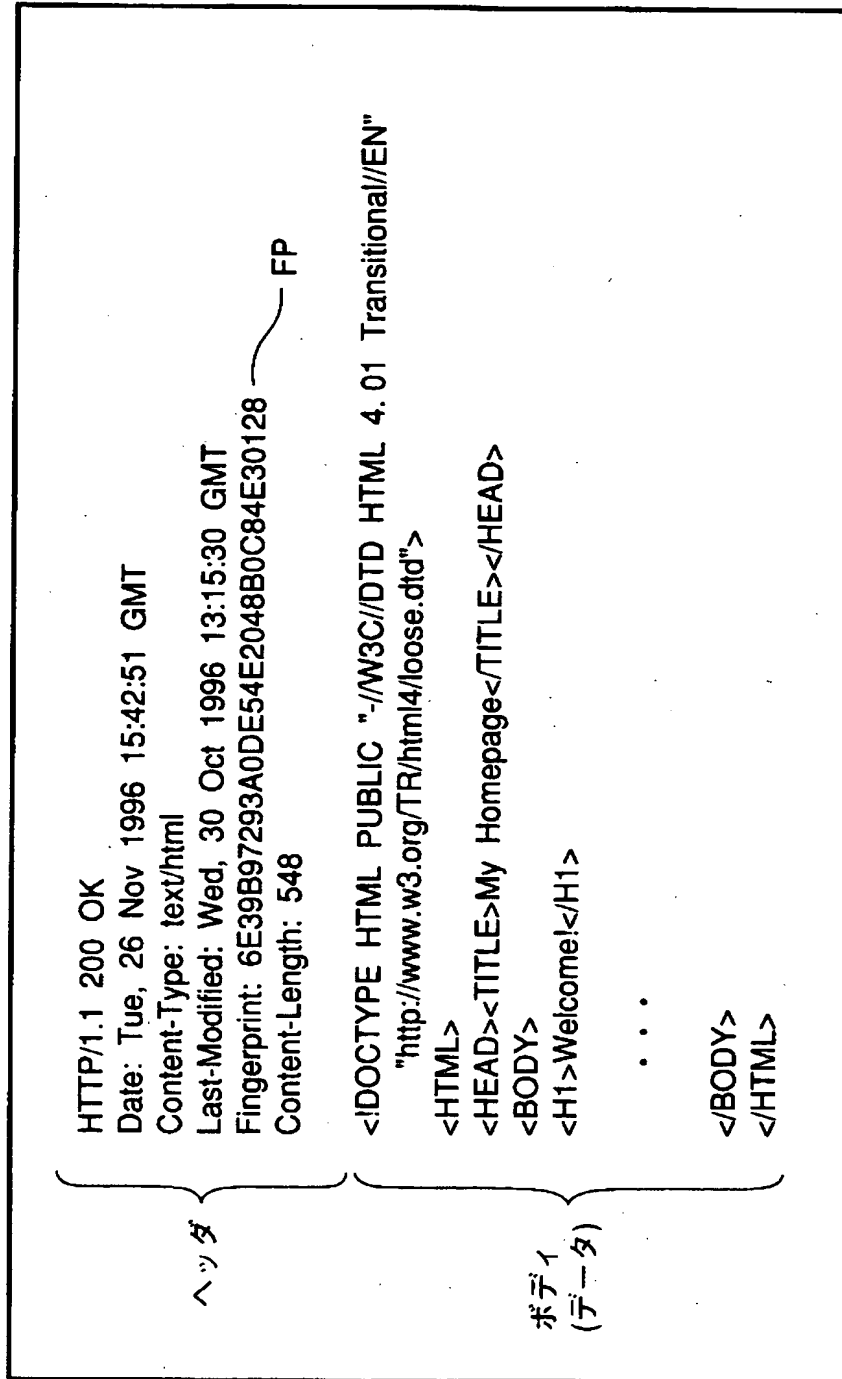 ヘッダ
HTTP/1.1 200 OK
Date: Tue, 26 Nov 1996 15:42:51 GMT
Content-Type: text/html
Last-Modified: Wed, 30 Oct 1996 13:15:30 GMT
Fingerprint: 6E39B97293A0DE54E2048B0C84E30128 FP
Content-Length: 548
ボディ
(データ)
<!DOCTYPE HTML PUBLIC "-//W3C//DTD HTML 4.01 Transitional//EN"
"http://www.w3.org/TR/html4/loose.dtd">
<HTML>
<HEAD><TITLE>My Homepage</TITLE></HEAD>
<BODY>
<H1>Welcome!</H1>
. . .
</BODY>
</HTML>